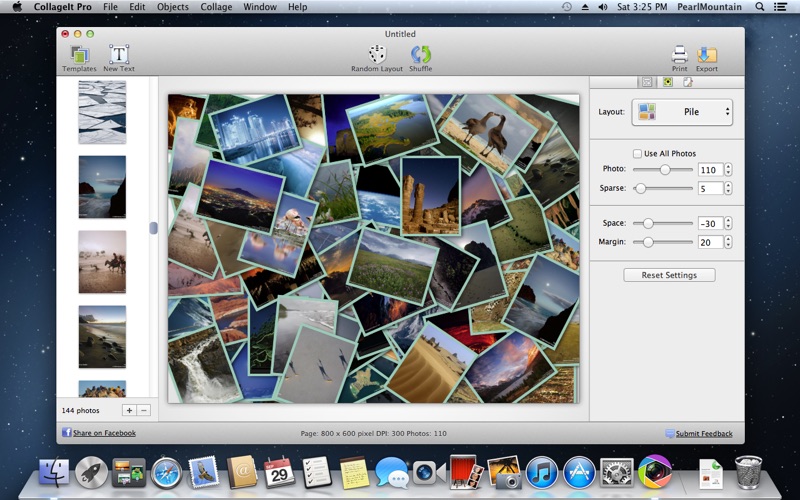 CollageIt Pro File Edit Objects Collage Window Help Sat 3:25 PM PearlMountain
Untitled
Templates T New Text Random Layout Shuffle Print Export
Layout: Pile
Use All Photos
Photo: 110
Sparse: 5
Space: -30
Margin: 20
Reset Settings
144 photos + -
f Share on Facebook Page: 800 x 600 pixel DPI: 300 Photos: 110 Submit Feedback
29